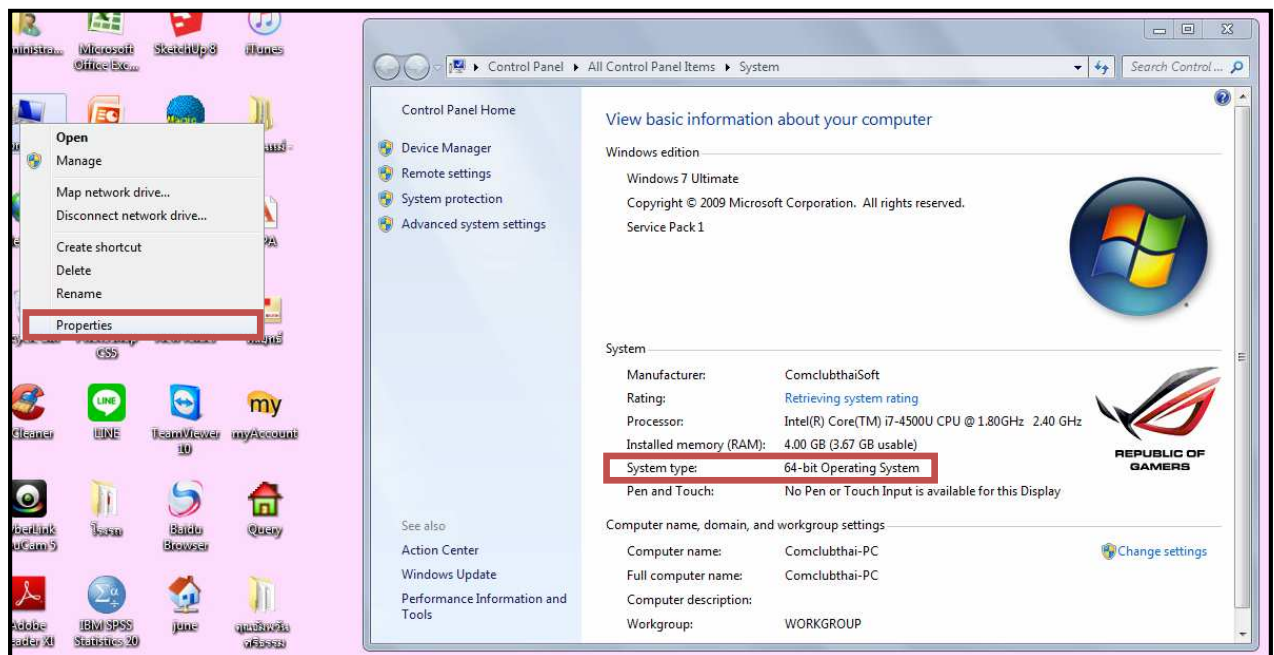 Microsoft
Office Exc...
SketchUp 8
iTunes
Open
Manage
Map network drive...
Disconnect network drive...
Create shortcut
Delete
Rename
Properties
CS5
LINE
LINE
TeamViewer
10
my
myAccount
โรงรม
Baidu
Browser
Query
IBM SPSS
Statistics 20
june
Control Panel
All Control Panel Items
System
Search Control ...
Control Panel Home
Device Manager
Remote settings
System protection
Advanced system settings
See also
Action Center
Windows Update
Performance Information and
Tools
View basic information about your computer
Windows edition
Windows 7 Ultimate
Copyright © 2009 Microsoft Corporation. All rights reserved.
Service Pack 1
System
Manufacturer: ComclubthaiSoft
Rating: Retrieving system rating
Processor: Intel(R) Core(TM) i7-4500U CPU @ 1.80GHz 2.40 GHz
Installed memory (RAM): 4.00 GB (3.67 GB usable)
System type: 64-bit Operating System
Pen and Touch: No Pen or Touch Input is available for this Display
REPUBLIC OF
GAMERS
Computer name, domain, and workgroup settings
Computer name: Comclubthai-PC
Change settings
Full computer name: Comclubthai-PC
Computer description:
Workgroup: WORKGROUP